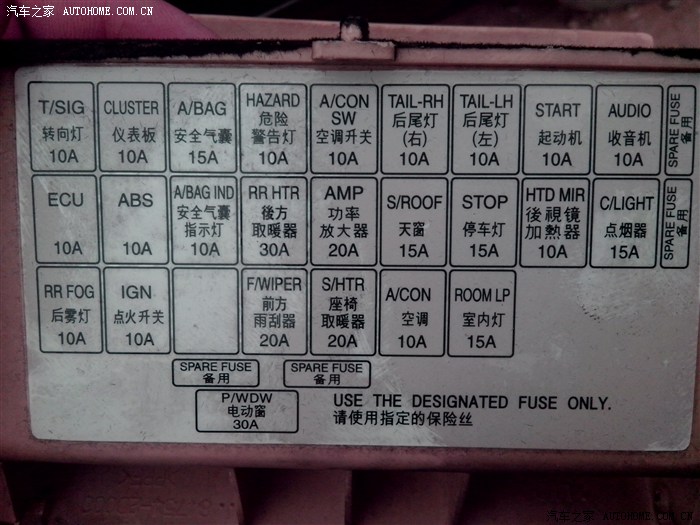 汽车之家 AUTOHOME.COM.CN
T/SIG
转向灯
10A
CLUSTER
仪表板
10A
A/BAG
安全气囊
15A
HAZARD
危险
警告灯
10A
A/CON
SW
空调开关
10A
TAIL-RH
后尾灯
(右)
10A
TAIL-LH
后尾灯
(左)
10A
START
起动机
10A
AUDIO
收音机
10A
SPARE FUSE
备用
ECU
10A
ABS
10A
A/BAG IND
安全气囊
指示灯
10A
RR HTR
後方
取暖器
30A
AMP
功率
放大器
20A
S/ROOF
天窗
15A
STOP
停车灯
15A
HTD MIR
後視镜
加熱器
10A
C/LIGHT
点烟器
15A
SPARE FUSE
备用
RR FOG
后雾灯
10A
IGN
点火开关
10A
F/WIPER
前方
雨刮器
20A
S/HTR
座椅
取暖器
20A
A/CON
空调
10A
ROOM LP
室内灯
15A
SPARE FUSE
备用
SPARE FUSE
备用
P/WDW
电动窗
30A
USE THE DESIGNATED FUSE ONLY.
请使用指定的保险丝
汽车之家 AUTOHOME.COM.CN